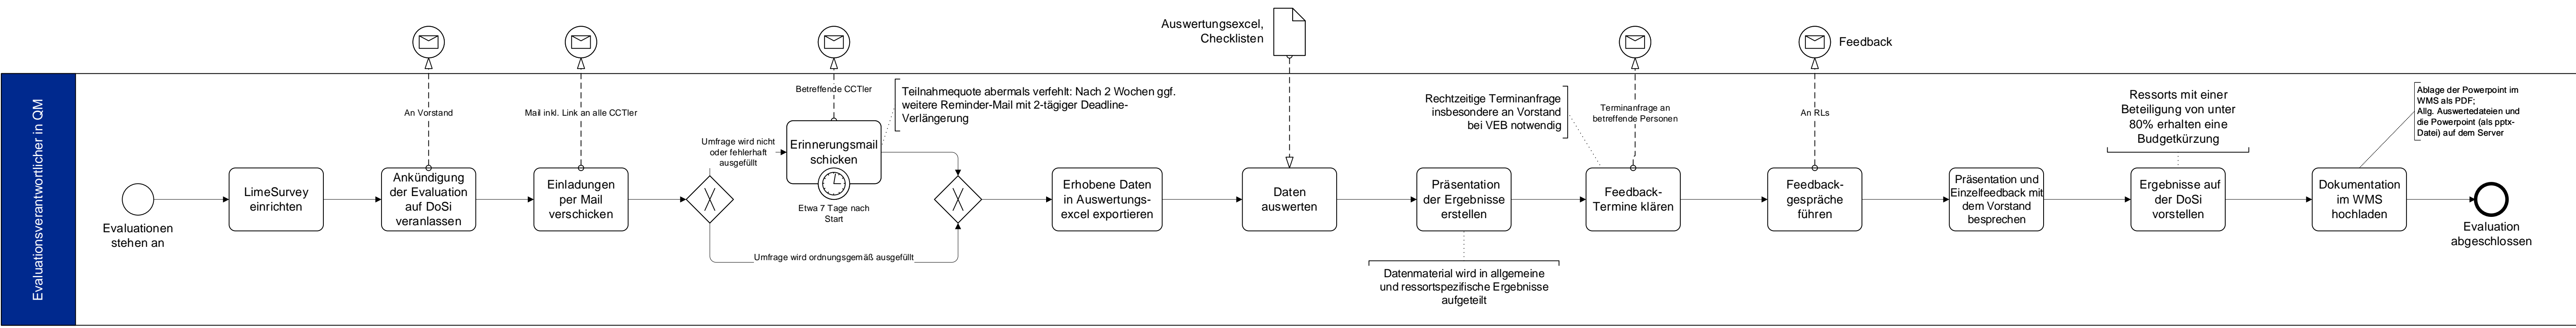 Evaluationsverantwortlicher in QM
Evaluationen
stehen an
LimeSurvey
einrichten
An Vorstand
Ankündigung
der Evaluation
auf DoSi
veranlassen
Mail inkl. Link an alle CCTler
Einladungen
per Mail
verschicken
Umfrage wird nicht
oder fehlerhaft
ausgefüllt
Betreffende CCTler
Erinnerungsmail
schicken
Etwa 7 Tage nach
Start
Teilnahmequote abermals verfehlt: Nach 2 Wochen ggf.
weitere Reminder-Mail mit 2-tägiger Deadline-
Verlängerung
Umfrage wird ordnungsgemäß ausgefüllt
Erhobene Daten
in Auswertungs-
excel exportieren
Auswertungsexcel,
Checklisten
Daten
auswerten
Präsentation
der Ergebnisse
erstellen
Datenmaterial wird in allgemeine
und ressortspezifische Ergebnisse
aufgeteilt
Rechtzeitige Terminanfrage
insbesondere an Vorstand
bei VEB notwendig
Terminanfrage an
betreffende Personen
Feedback-
Termine klären
Feedback
An RLs
Feedback-
gespräche
führen
Präsentation und
Einzelfeedback mit
dem Vorstand
besprechen
Ressorts mit einer
Beteiligung von unter
80% erhalten eine
Budgetkürzung
Ergebnisse auf
der DoSi
vorstellen
Ablage der Powerpoint im
WMS als PDF;
Allg. Auswertedateien und
die Powerpoint (als pptx-
Datei) auf dem Server
Dokumentation
im WMS
hochladen
Evaluation
abgeschlossen